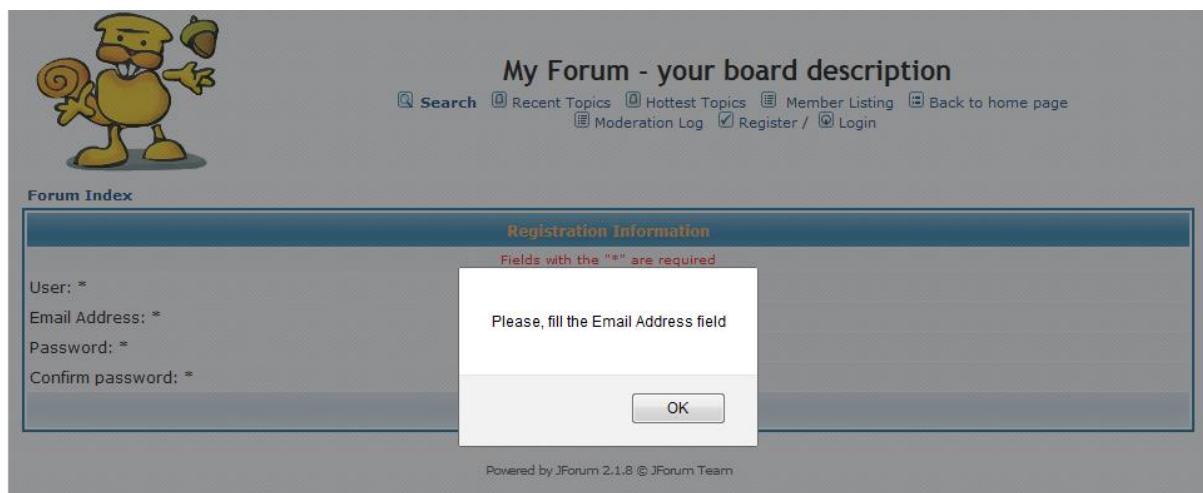 My Forum - your board description
Search Recent Topics Hottest Topics Member Listing Back to home page
Moderation Log Register / Login
Forum Index
Registration Information
Fields with the "*" are required
User: *
Email Address: *
Password: *
Confirm password: *
Please, fill the Email Address field
OK
Powered by JForum 2.1.8 © JForum Team